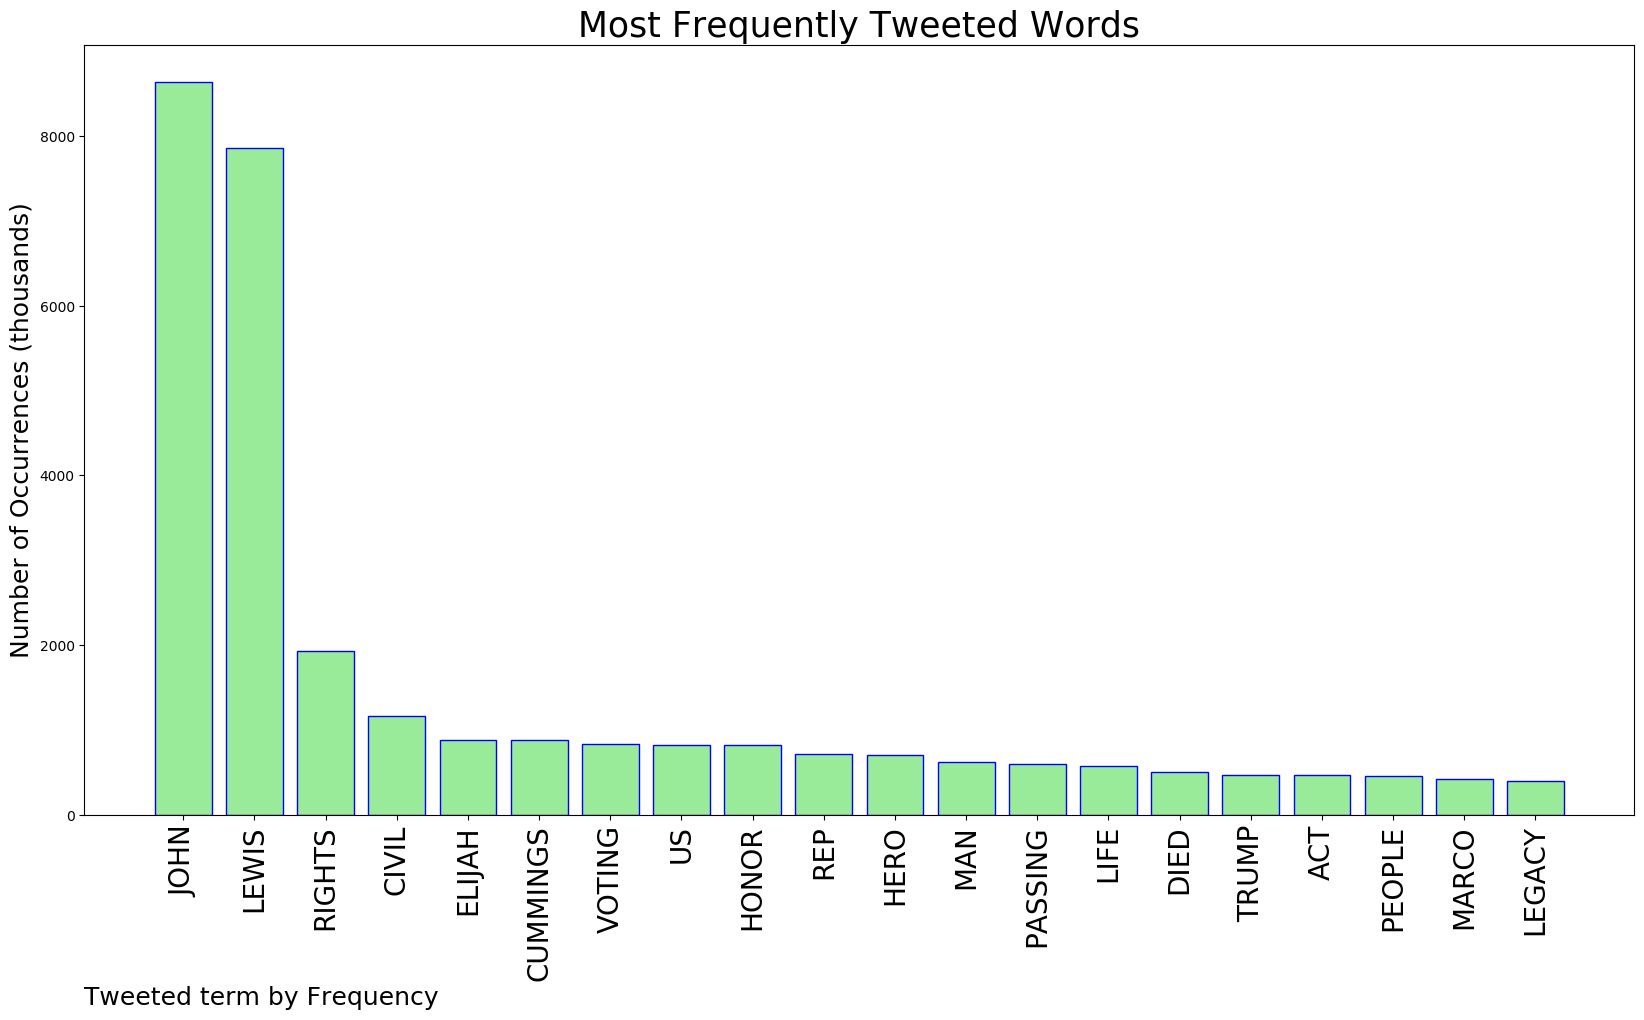 Most Frequently Tweeted Words
Number of Occurrences (thousands)
8000
6000
4000
2000
0
JOHN
LEWIS
RIGHTS
CIVIL
ELIJAH
CUMMINGS
VOTING
US
HONOR
REP
HERO
MAN
PASSING
LIFE
DIED
TRUMP
ACT
PEOPLE
MARCO
LEGACY
Tweeted term by Frequency